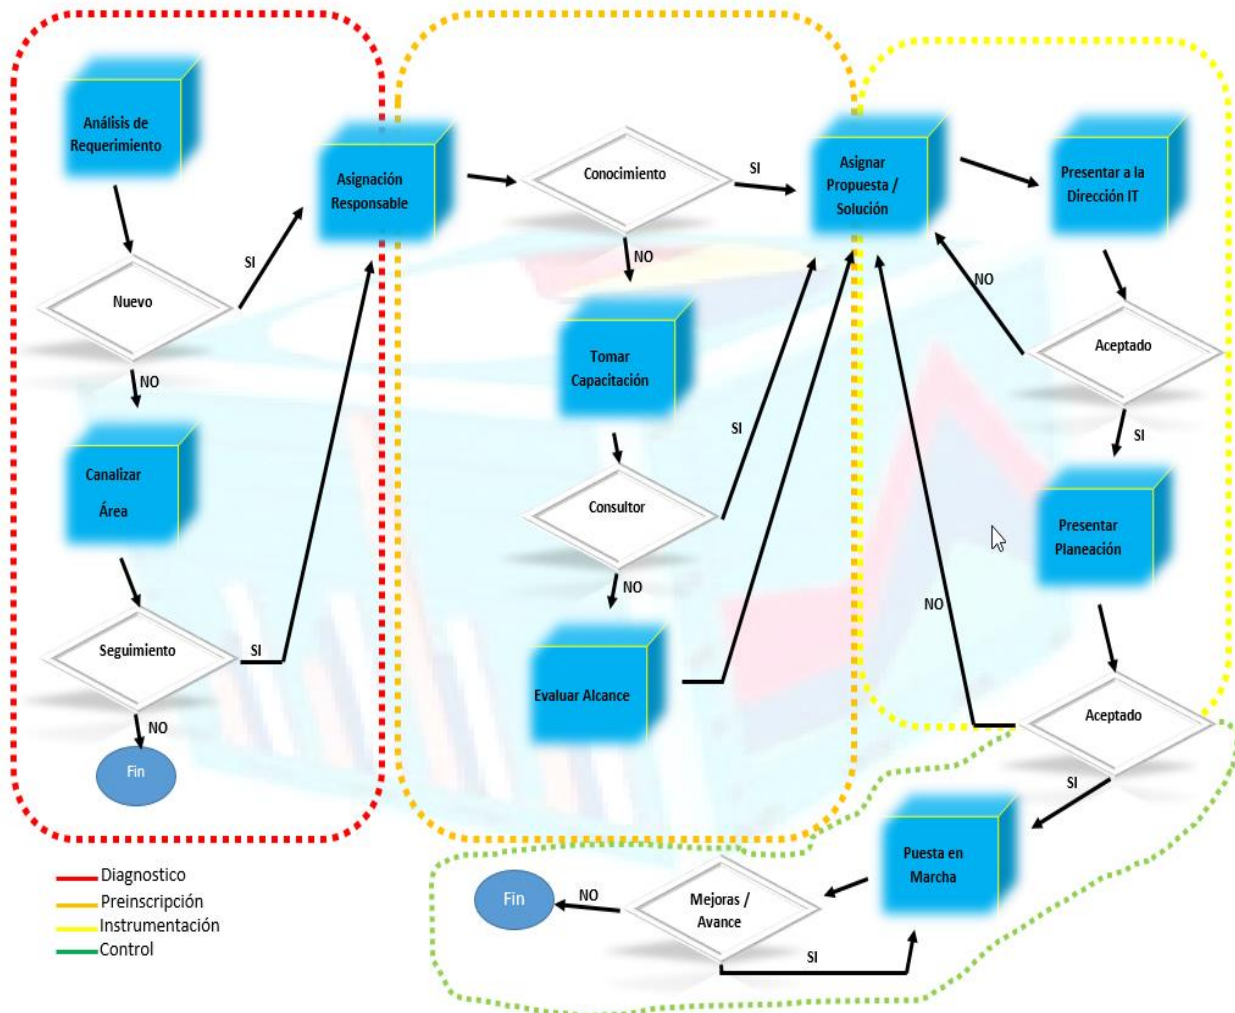 Análisis de
Requerimiento
Nuevo
SI
NO
Canalizar
Área
Seguimiento
SI
NO
Fin
Asignación
Responsable
Conocimiento
SI
NO
Tomar
Capacitación
Consultor
SI
NO
Evaluar Alcance
Asignar
Propuesta /
Solución
Presentar a la
Dirección IT
Aceptado
NO
SI
Presentar
Planeación
Aceptado
NO
SI
Puesta en
Marcha
Mejoras /
Avance
SI
NO
Fin
Diagnostico
Preinscripción
Instrumentación
Control